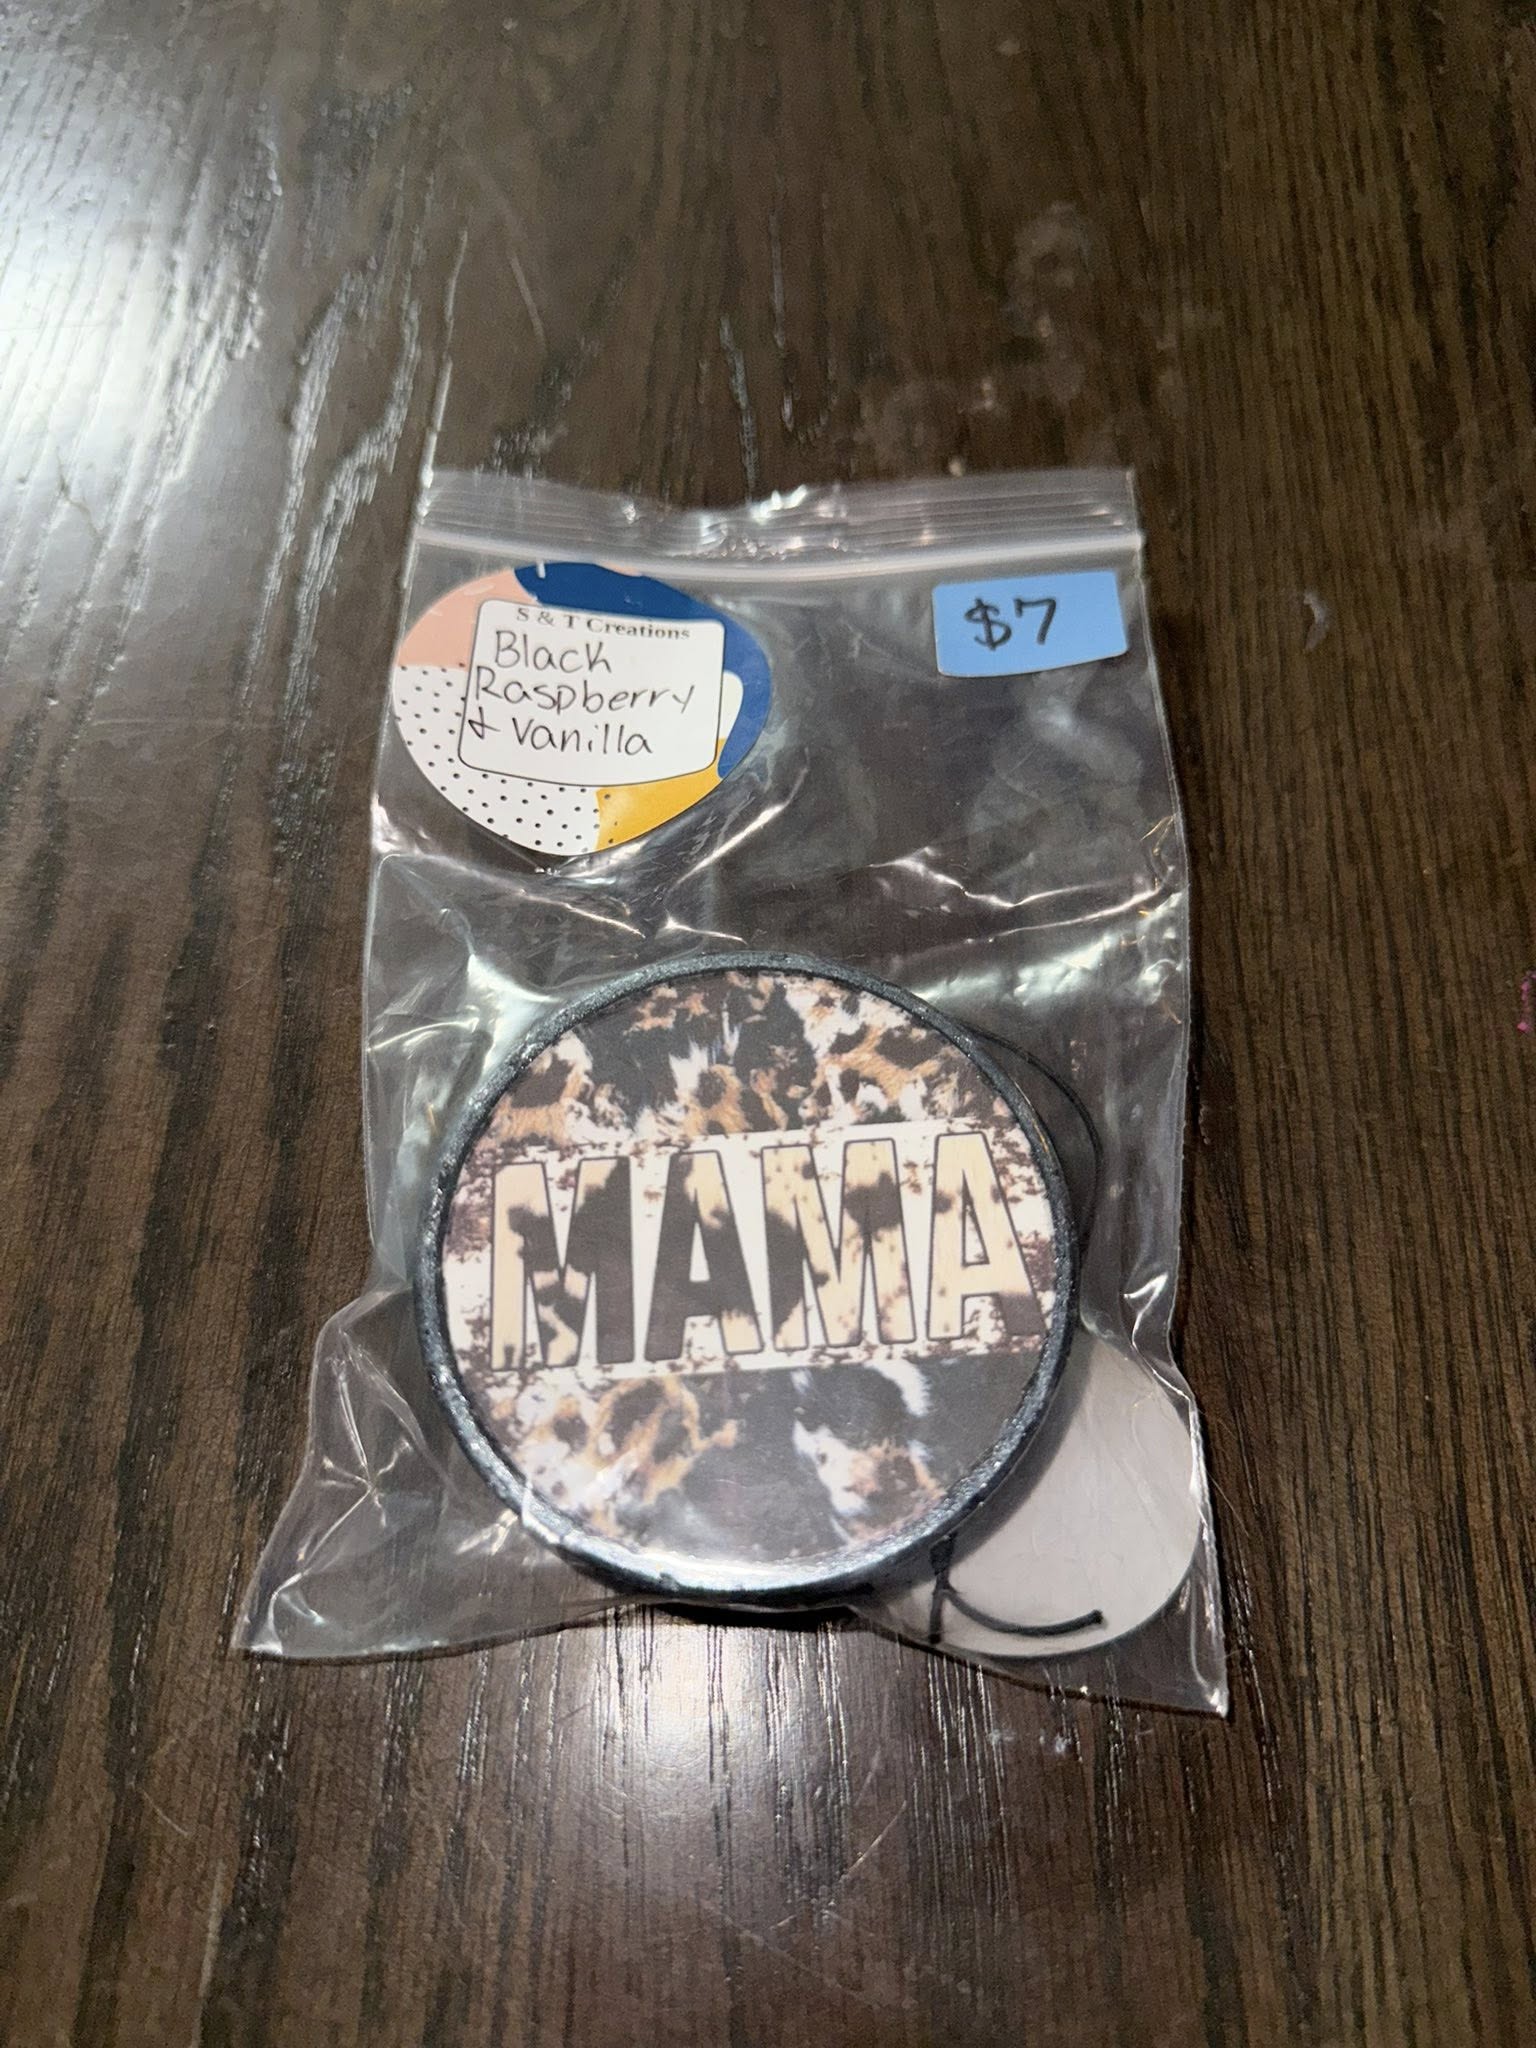 S & T Creations
Black
Raspberry
& Vanilla
$7
MAMA